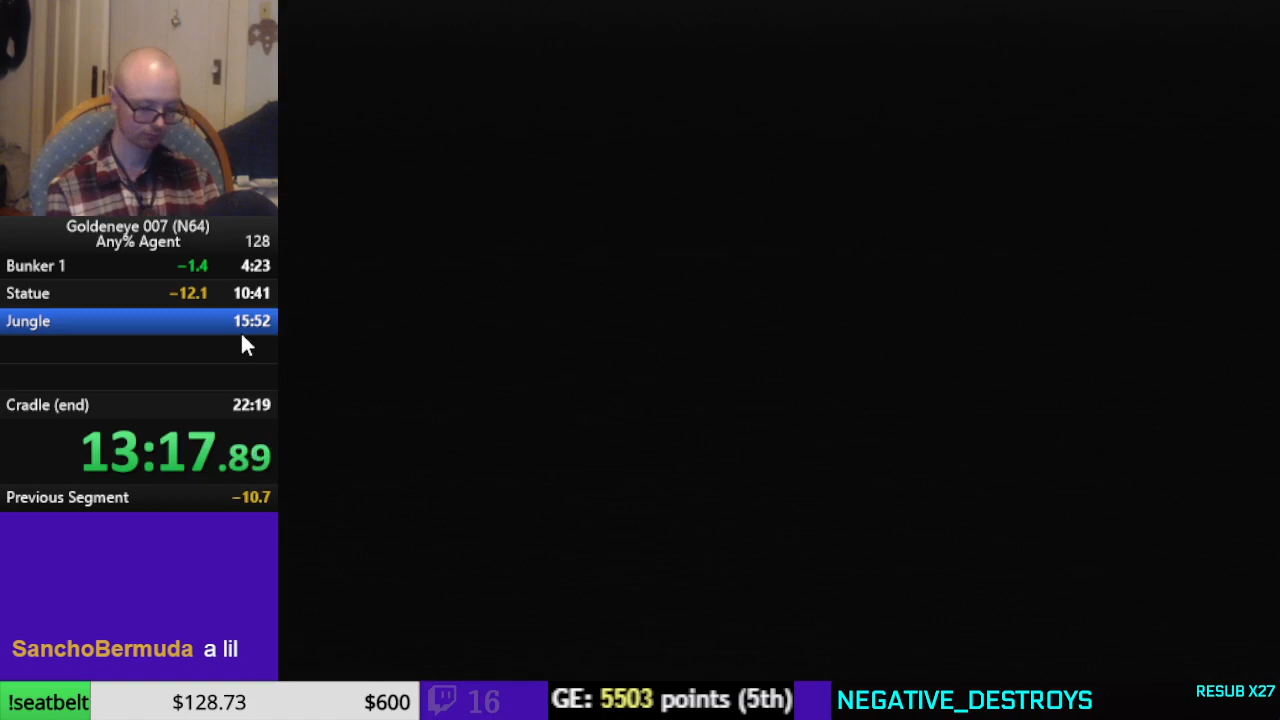 Goldeneye 007 (N64)
Any% Agent 128
Bunker 1 −1.4 4:23
Statue −12.1 10:41
Jungle 15:52
Cradle (end) 22:19
13:17.89
Previous Segment −10.7
SanchoBermuda a lil
!seatbelt $128.73 $600 16 GE: 5503 points (5th) NEGATIVE_DESTROYS RESUB X27